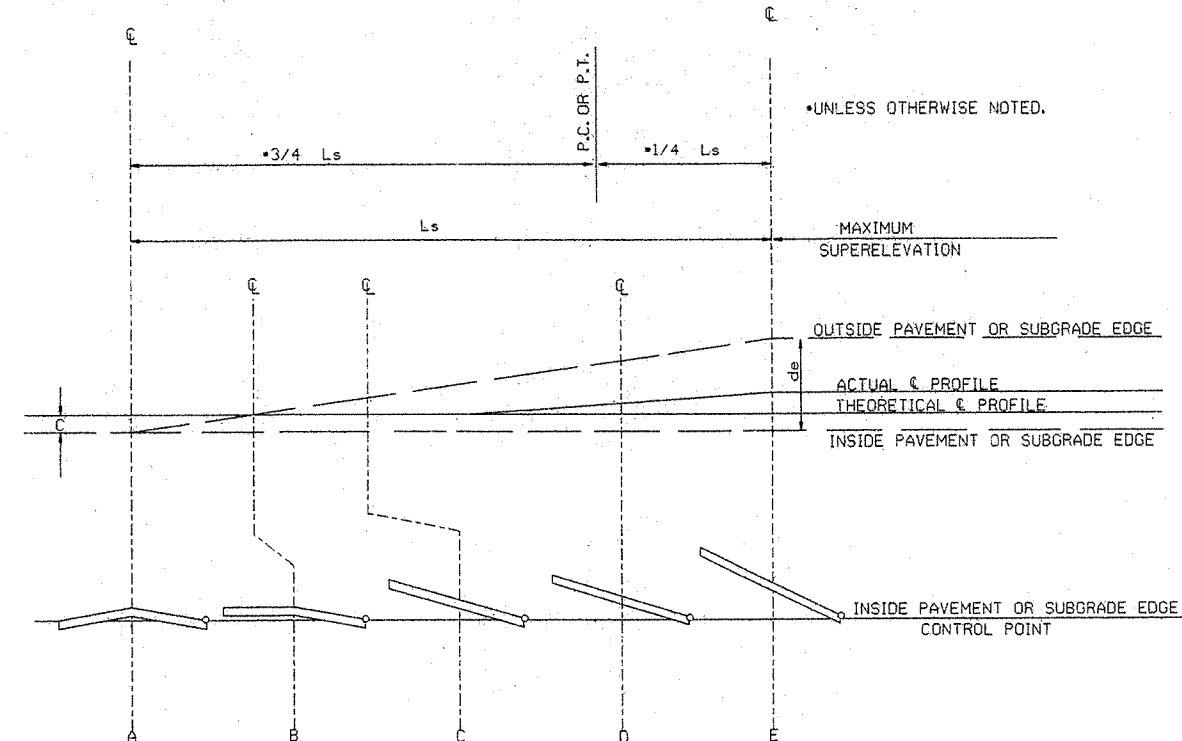 ℄
℄
P.C. OR P.T.
*UNLESS OTHERWISE NOTED.
*3/4 Ls
*1/4 Ls
Ls
MAXIMUM
SUPERELEVATION
℄
℄
℄
OUTSIDE PAVEMENT OR SUBGRADE EDGE
de
ACTUAL ℄ PROFILE
THEORETICAL ℄ PROFILE
C
INSIDE PAVEMENT OR SUBGRADE EDGE
INSIDE PAVEMENT OR SUBGRADE EDGE
CONTROL POINT
A
B
C
D
E